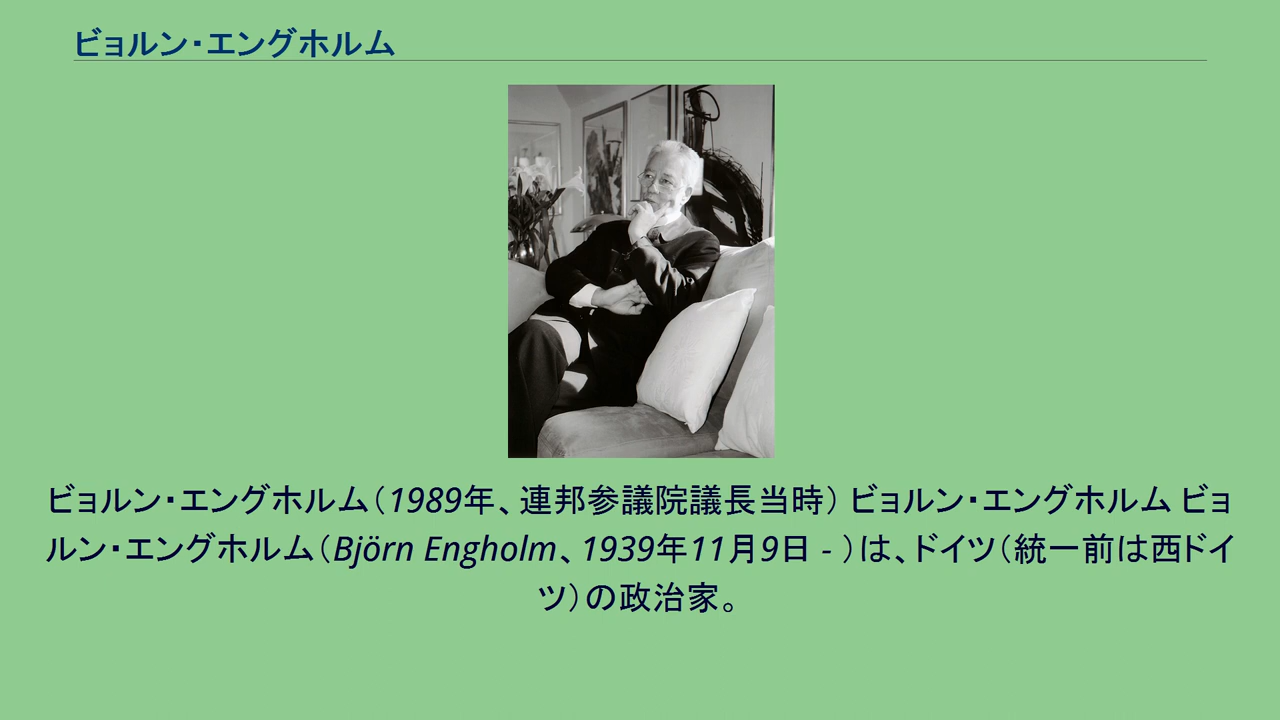 ビョルン・エングホルム
ビョルン・エングホルム（1989年、連邦参議院議長当時） ビョルン・エングホルム ビョ
ルン・エングホルム（Björn Engholm、1939年11月9日 - ）は、ドイツ（統一前は西ドイ
ツ）の政治家。